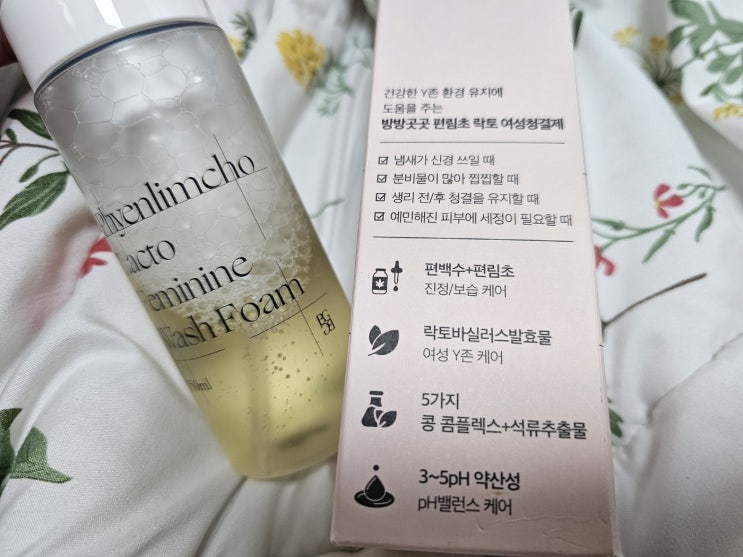 phyenlimcho
Lacto
Feminine
Wash Foam
건강한 Y존 환경 유지에
도움을 주는
방방곳곳 편림초 락토 여성청결제
냄새가 신경 쓰일 때
분비물이 많아 찝찝할 때
생리 전/후 청결을 유지할 때
예민해진 피부에 세정이 필요할 때
편백수+편림초
진정/보습 케어
락토바실러스발효물
여성 Y존 케어
5가지
콩 콤플렉스+석류추출물
3~5pH 약산성
pH밸런스 케어